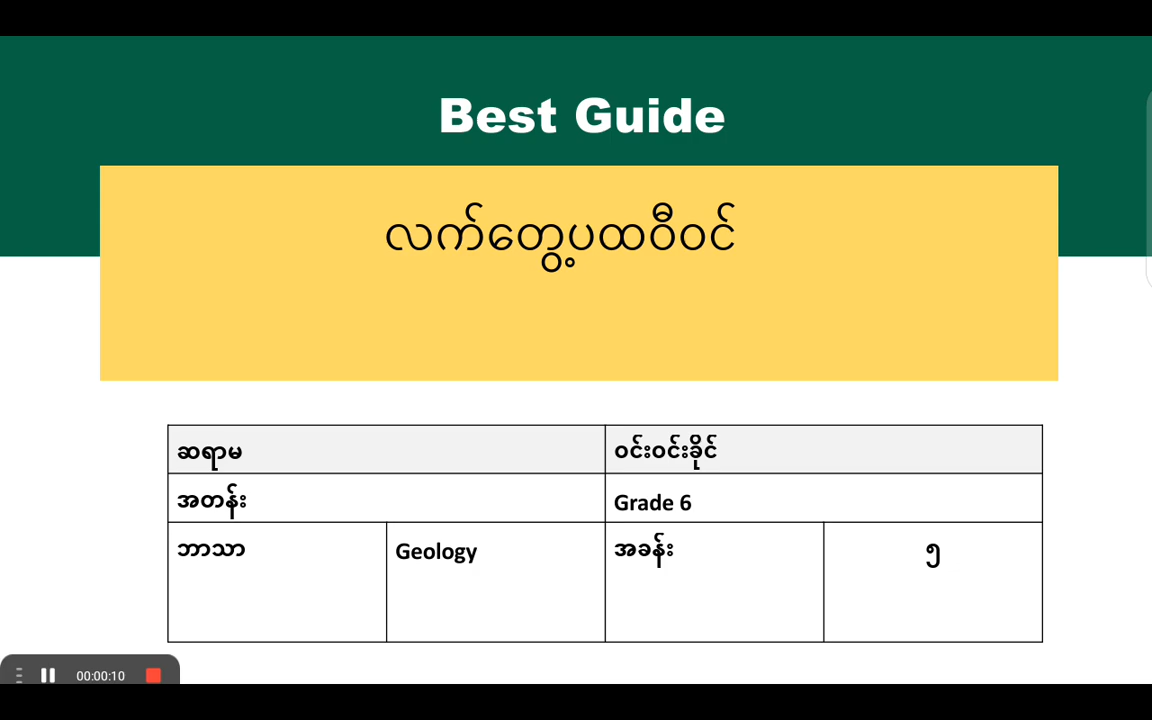 Best Guide
လက်တွေ့ပထဝီဝင်
ဆရာမ ဝင်းဝင်းခိုင်
အတန်း Grade 6
ဘာသာ Geology အခန်း ၅
00:00:10